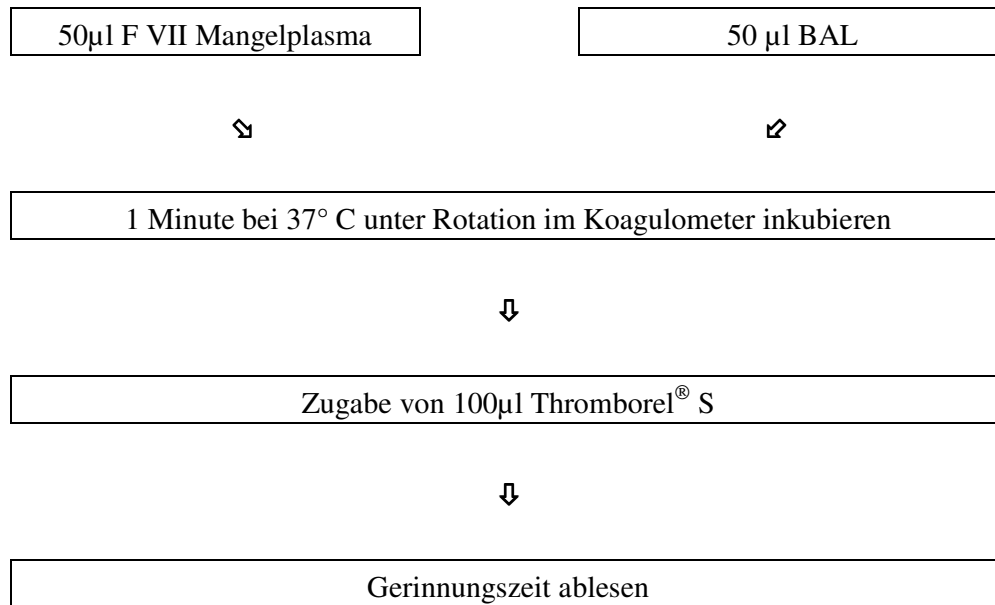 50µl F VII Mangelplasma
50 µl BAL
1 Minute bei 37° C unter Rotation im Koagulometer inkubieren
Zugabe von 100µl Thromborel® S
Gerinnungszeit ablesen